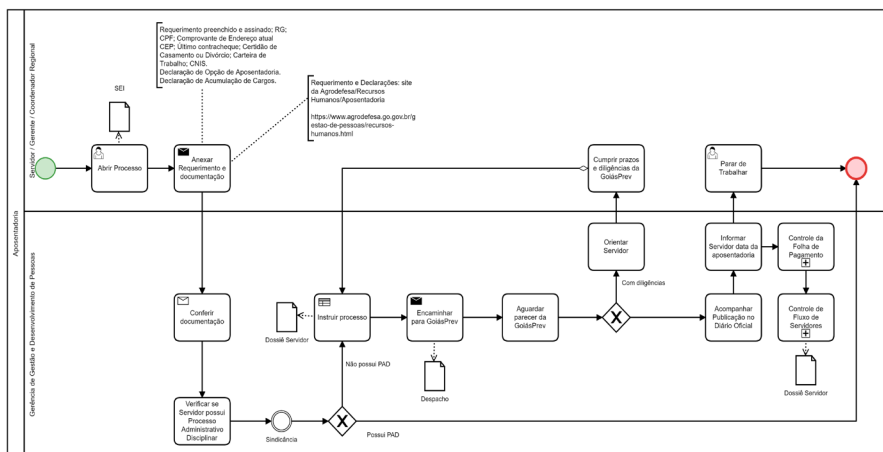 Aposentadoria
Servidor / Gerente / Coordenador Regional
Requerimento preenchido e assinado; RG;
CPF; Comprovante de Endereço atual
CEP; Último contracheque; Certidão de
Casamento ou Divórcio; Carteira de
Trabalho; CNIS.
Declaração de Opção de Aposentadoria.
Declaração de Acumulação de Cargos.
Requerimento e Declarações: site
da Agrodefesa/Recursos
Humanos/Aposentadoria
https://www.agrodefesa.go.gov.br/g
estao-de-pessoas/recursos-
humanos.html
SEI
Abrir Processo
Anexar
Requerimento e
documentação
Cumprir prazos
e diligências da
GoiásPrev
Parar de
Trabalhar
Gerência de Gestão e Desenvolvimento de Pessoas
Orientar
Servidor
Informar
Servidor data da
aposentadoria
Controle da
Folha de
Pagamento
Com diligências
Conferir
documentação
Dossiê Servidor
Instruir processo
Encaminhar
para GoiásPrev
Aguardar
parecer da
GoiásPrev
X
Acompanhar
Publicação no
Diário Oficial
Controle de
Fluxo de
Servidores
Não possui PAD
Despacho
Dossiê Servidor
Verificar se
Servidor possui
Processo
Administrativo
Disciplinar
Sindicância
X
Possui PAD